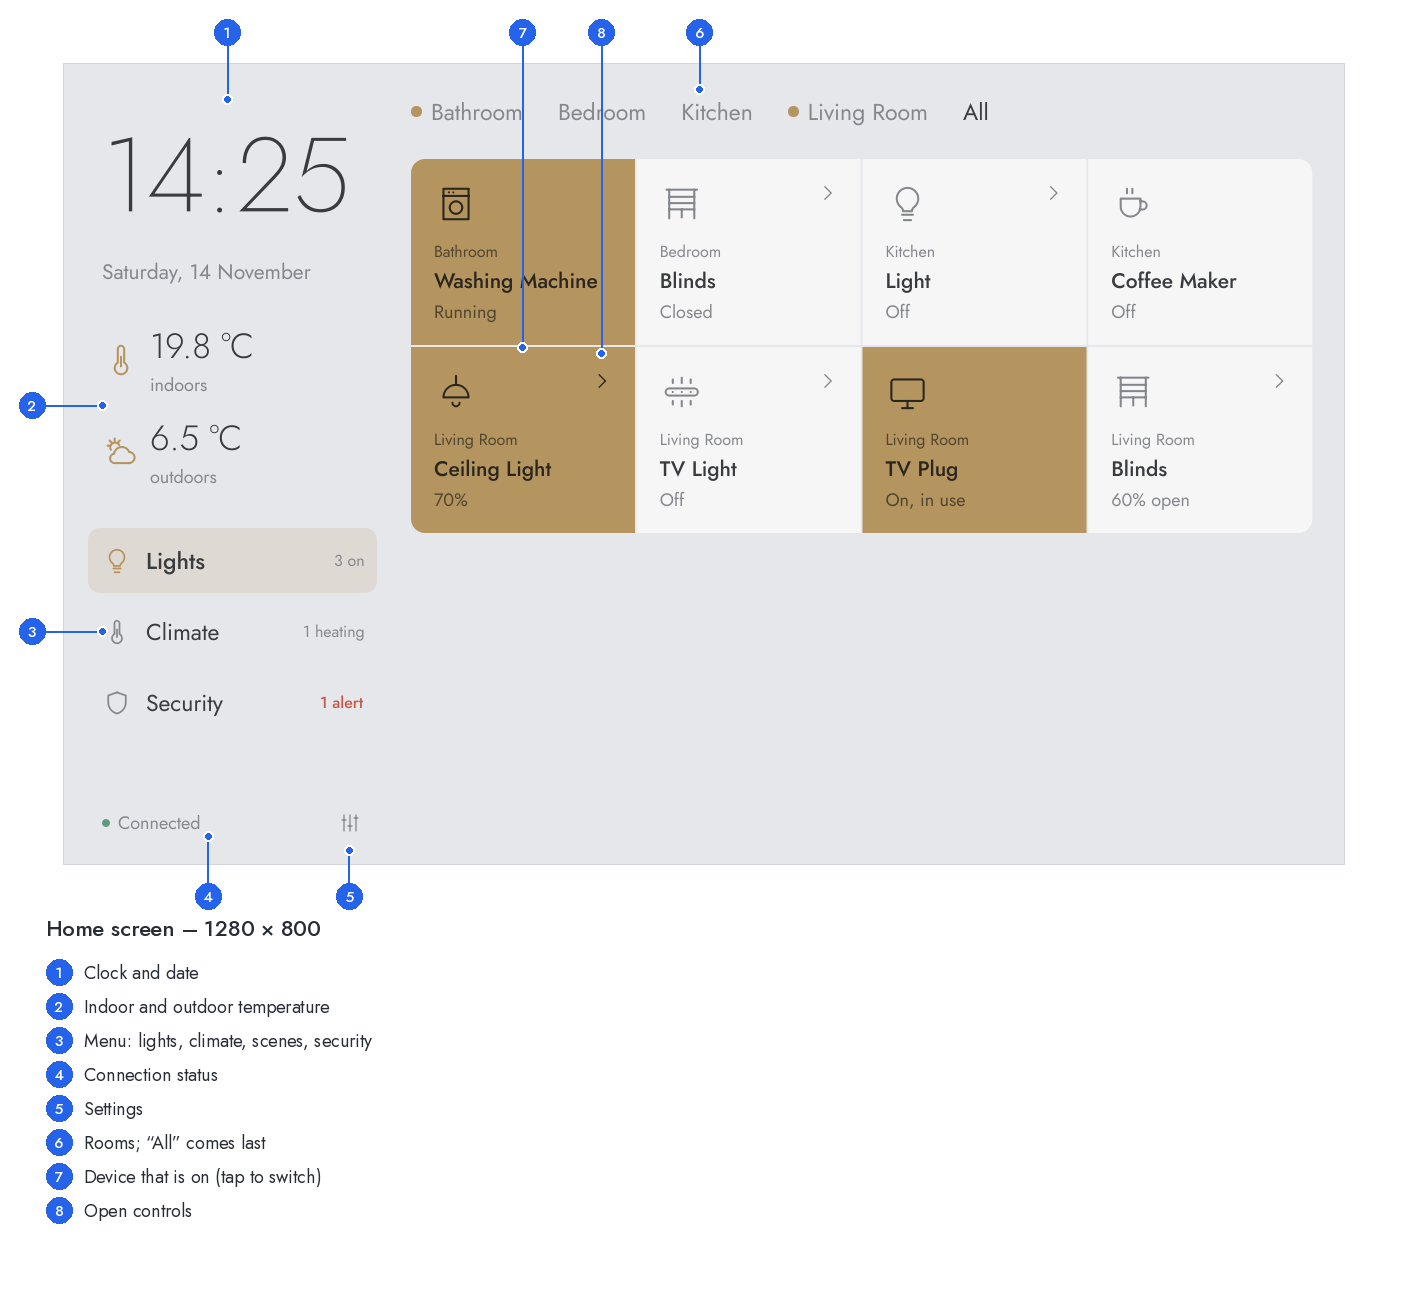 1
7
8
6
14:25
Saturday, 14 November
19.8 °C
indoors
2
6.5 °C
outdoors
Lights 3 on
3
Climate 1 heating
Security 1 alert
Connected
4
5
Bathroom Bedroom Kitchen Living Room All
Bathroom
Washing Machine
Running
Bedroom
Blinds
Closed
Kitchen
Light
Off
Kitchen
Coffee Maker
Off
Living Room
Ceiling Light
70%
Living Room
TV Light
Off
Living Room
TV Plug
On, in use
Living Room
Blinds
60% open
Home screen — 1280 × 800
1 Clock and date
2 Indoor and outdoor temperature
3 Menu: lights, climate, scenes, security
4 Connection status
5 Settings
6 Rooms; “All” comes last
7 Device that is on (tap to switch)
8 Open controls